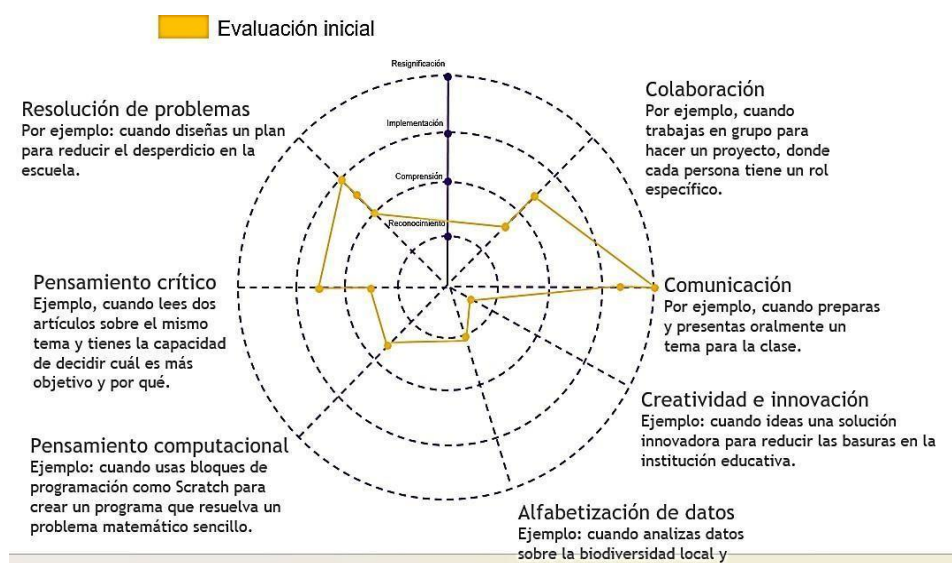 Evaluación inicial
Resignificación
Implementación
Comprensión
Reconocimiento
Resolución de problemas
Por ejemplo: cuando diseñas un plan
para reducir el desperdicio en la
escuela.
Colaboración
Por ejemplo, cuando
trabajas en grupo para
hacer un proyecto, donde
cada persona tiene un rol
específico.
Pensamiento crítico
Ejemplo, cuando lees dos
artículos sobre el mismo
tema y tienes la capacidad
de decidir cuál es más
objetivo y por qué.
Comunicación
Por ejemplo, cuando preparas
y presentas oralmente un
tema para la clase.
Creatividad e innovación
Ejemplo: cuando ideas una solución
innovadora para reducir las basuras en la
institución educativa.
Pensamiento computacional
Ejemplo: cuando usas bloques de
programación como Scratch para
crear un programa que resuelva un
problema matemático sencillo.
Alfabetización de datos
Ejemplo: cuando analizas datos
sobre la biodiversidad local y